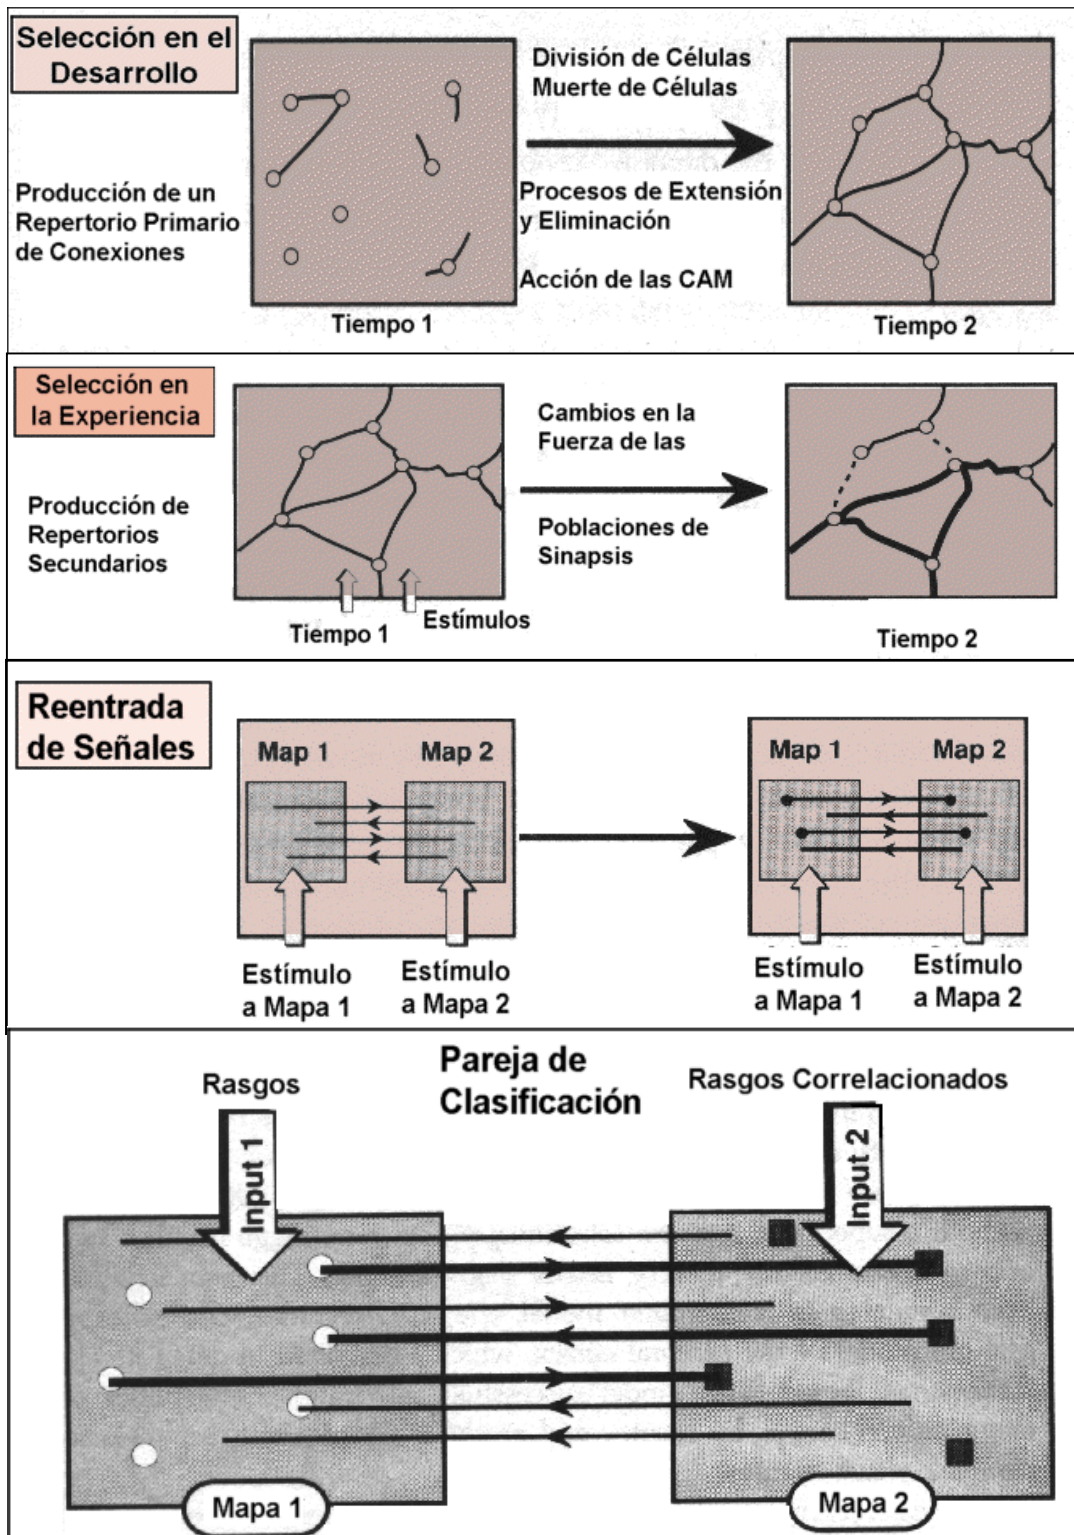 Selección en el
Desarrollo
Producción de un
Repertorio Primario
de Conexiones
Tiempo 1
División de Células
Muerte de Células
Procesos de Extensión
y Eliminación
Acción de las CAM
Tiempo 2
Selección en
la Experiencia
Producción de
Repertorios
Secundarios
Tiempo 1
Estímulos
Cambios en la
Fuerza de las
Poblaciones de
Sinapsis
Tiempo 2
Reentrada
de Señales
Map 1
Map 2
Estímulo
a Mapa 1
Estímulo
a Mapa 2
Map 1
Map 2
Estímulo
a Mapa 1
Estímulo
a Mapa 2
Pareja de
Clasificación
Rasgos
Rasgos Correlacionados
Input 1
Input 2
Mapa 1
Mapa 2